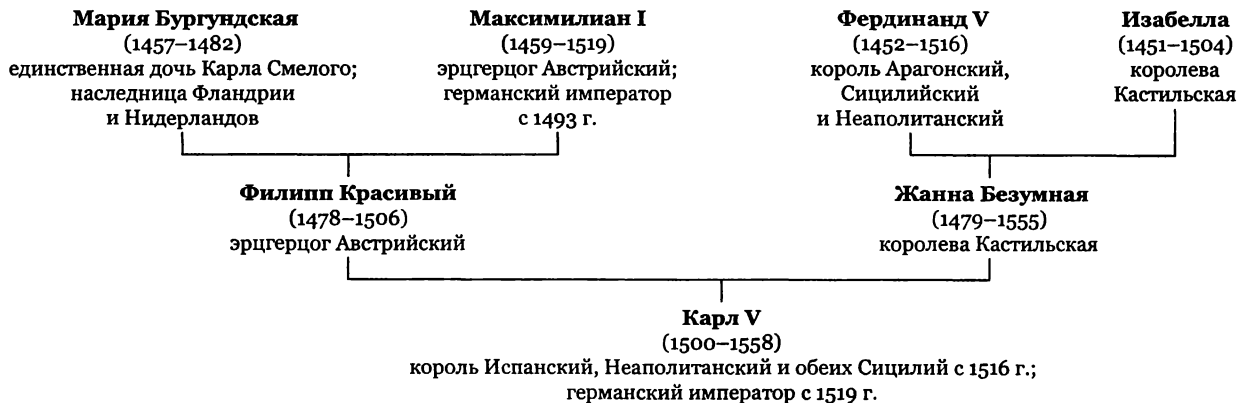 Мария Бургундская
(1457–1482)
единственная дочь Карла Смелого;
наследница Фландрии
и Нидерландов
Максимилиан I
(1459–1519)
эрцгерцог Австрийский;
германский император
с 1493 г.
Фердинанд V
(1452–1516)
король Арагонский,
Сицилийский
и Неаполитанский
Изабелла
(1451–1504)
королева
Кастильская
Филипп Красивый
(1478–1506)
эрцгерцог Австрийский
Жанна Безумная
(1479–1555)
королева Кастильская
Карл V
(1500–1558)
король Испанский, Неаполитанский и обеих Сицилий с 1516 г.;
германский император с 1519 г.